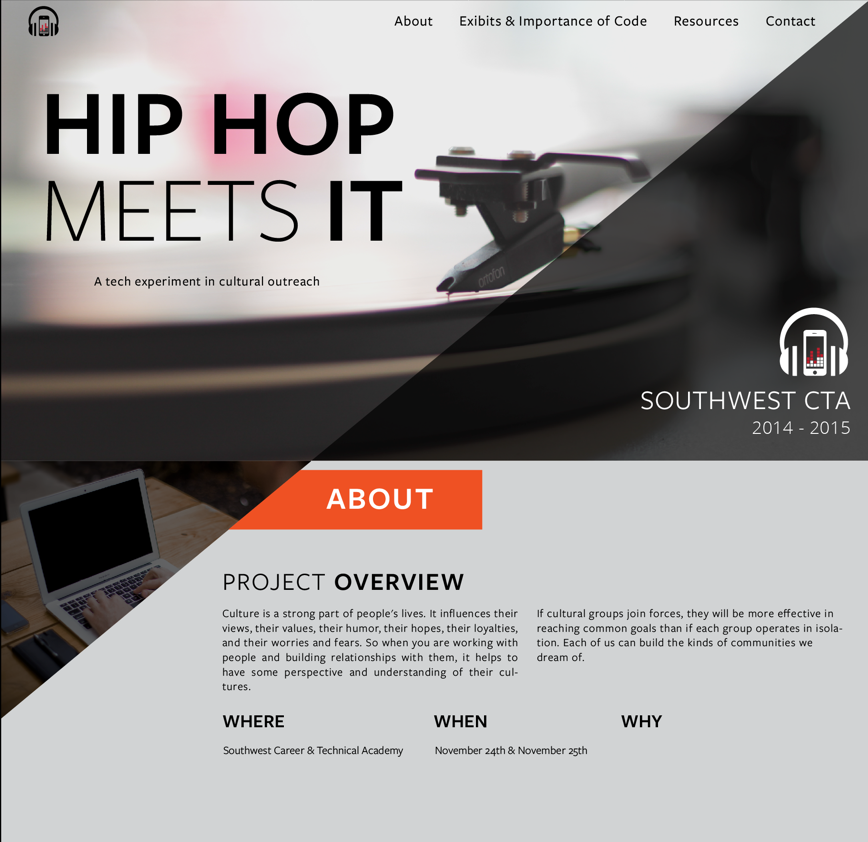 About Exibits & Importance of Code Resources Contact
HIP HOP
MEETS IT
A tech experiment in cultural outreach
ortofon
SOUTHWEST CTA
2014 - 2015
ABOUT
PROJECT OVERVIEW
Culture is a strong part of people's lives. It influences their
views, their values, their humor, their hopes, their loyalties,
and their worries and fears. So when you are working with
people and building relationships with them, it helps to
have some perspective and understanding of their cul-
tures.
If cultural groups join forces, they will be more effective in
reaching common goals than if each group operates in isola-
tion. Each of us can build the kinds of communities we
dream of.
WHERE
Southwest Career & Technical Academy
WHEN
November 24th & November 25th
WHY